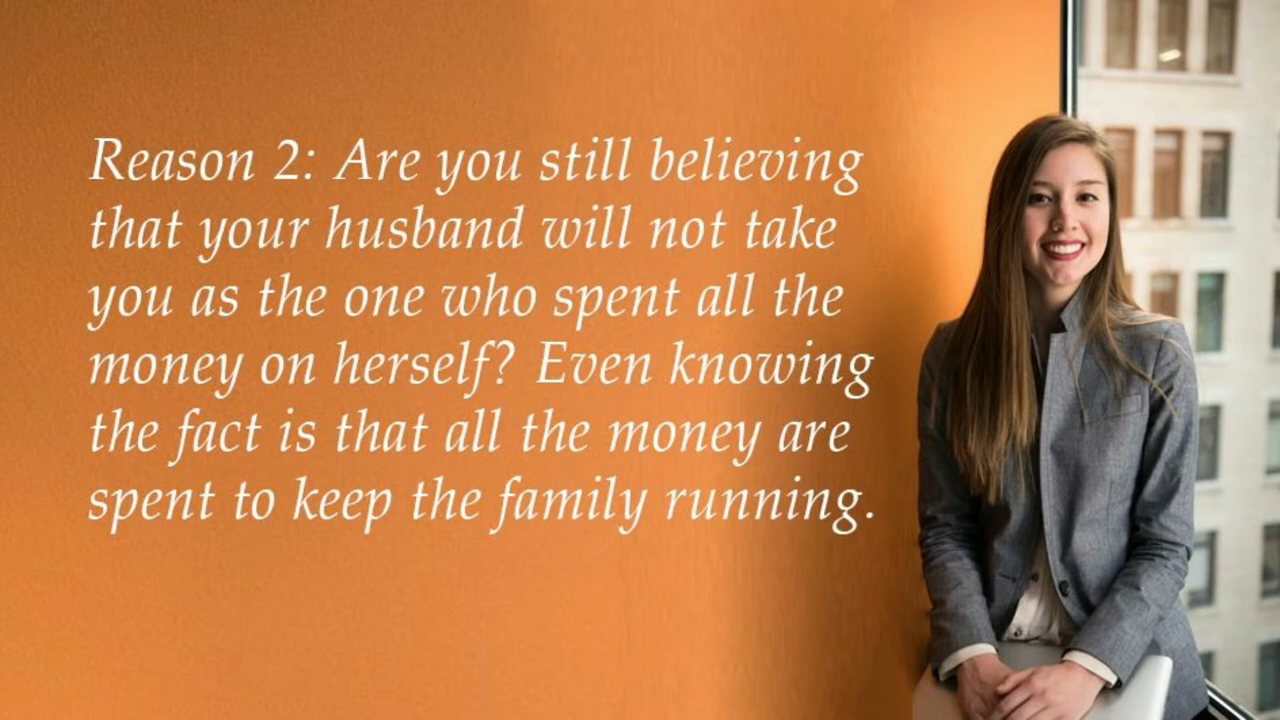 Reason 2: Are you still believing
that your husband will not take
you as the one who spent all the
money on herself? Even knowing
the fact is that all the money are
spent to keep the family running.